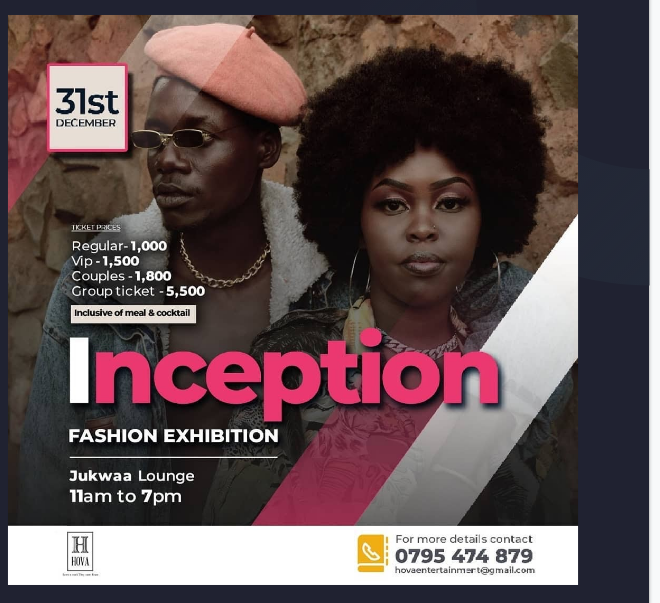 31st
DECEMBER
TICKET PRICES
Regular- 1,000
Vip - 1,500
Couples - 1,800
Group ticket - 5,500
Inclusive of meal & cocktail
Inception
FASHION EXHIBITION
Jukwaa Lounge
11am to 7pm
H
HOVA
For more details contact
0795 474 879
hovaentertainment@gmail.com